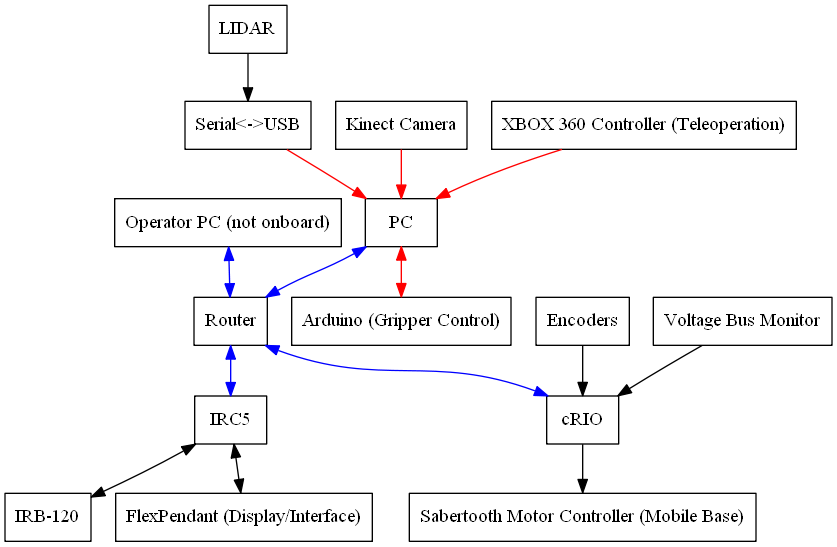 LIDAR
Serial<->USB
Kinect Camera
XBOX 360 Controller (Teleoperation)
Operator PC (not onboard)
PC
Router
Arduino (Gripper Control)
Encoders
Voltage Bus Monitor
IRC5
cRIO
IRB-120
FlexPendant (Display/Interface)
Sabertooth Motor Controller (Mobile Base)